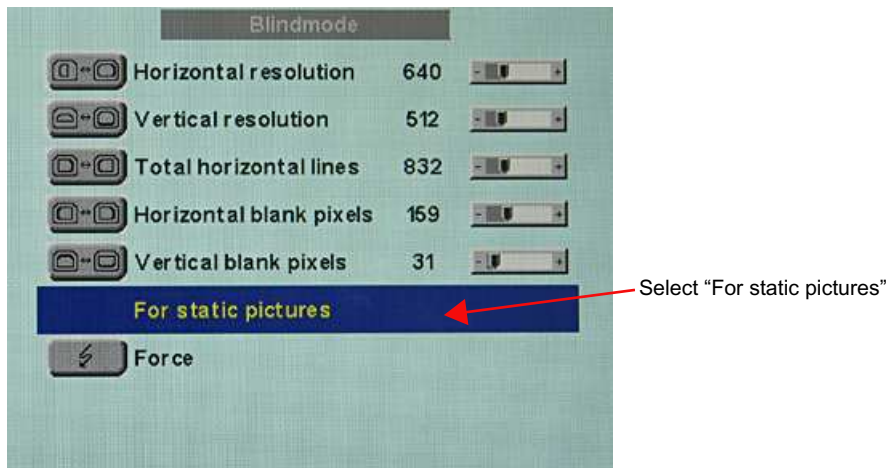 Blindmode
Horizontal resolution 640
Vertical resolution 512
Total horizontal lines 832
Horizontal blank pixels 159
Vertical blank pixels 31
For static pictures
Select “For static pictures”
Force